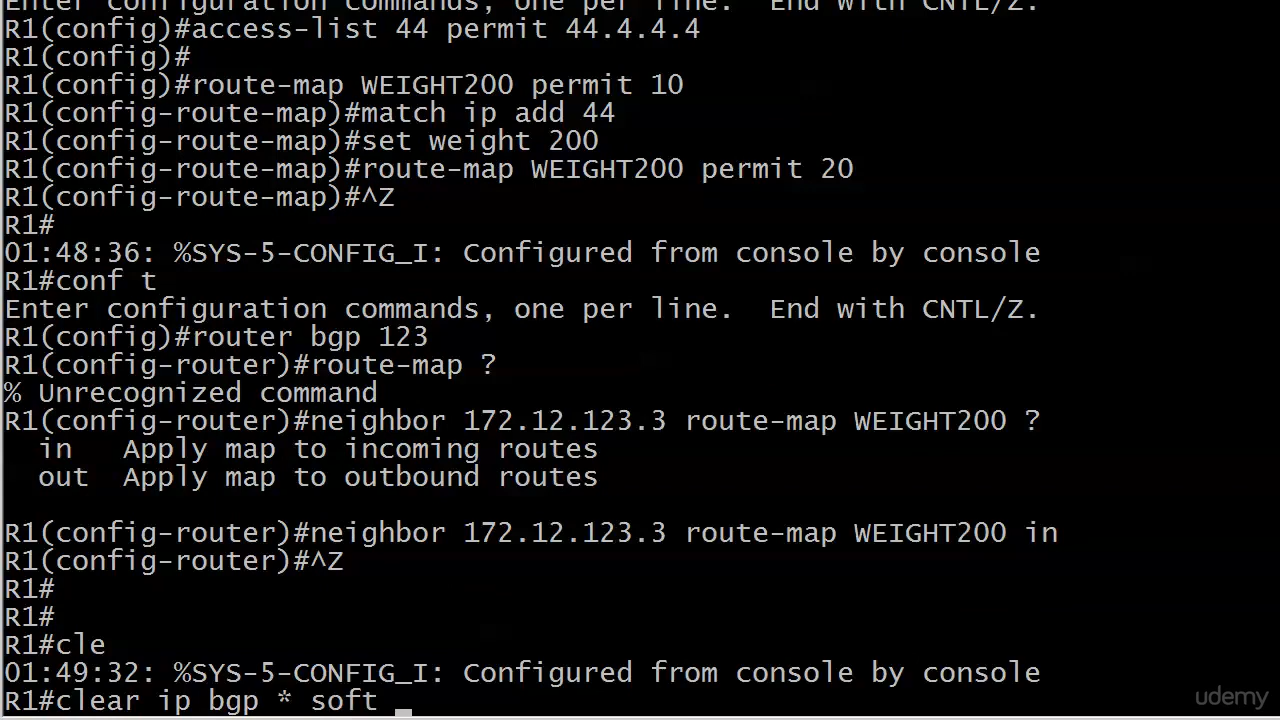 Enter configuration commands, one per line.  End with CNTL/Z.
R1(config)#access-list 44 permit 44.4.4.4
R1(config)#
R1(config)#route-map WEIGHT200 permit 10
R1(config-route-map)#match ip add 44
R1(config-route-map)#set weight 200
R1(config-route-map)#route-map WEIGHT200 permit 20
R1(config-route-map)#^Z
R1#
01:48:36: %SYS-5-CONFIG_I: Configured from console by console
R1#conf t
Enter configuration commands, one per line.  End with CNTL/Z.
R1(config)#router bgp 123
R1(config-router)#route-map ?
% Unrecognized command
R1(config-router)#neighbor 172.12.123.3 route-map WEIGHT200 ?
  in   Apply map to incoming routes
  out  Apply map to outbound routes
R1(config-router)#neighbor 172.12.123.3 route-map WEIGHT200 in
R1(config-router)#^Z
R1#
R1#
R1#cle
01:49:32: %SYS-5-CONFIG_I: Configured from console by console
R1#clear ip bgp * soft
udemy